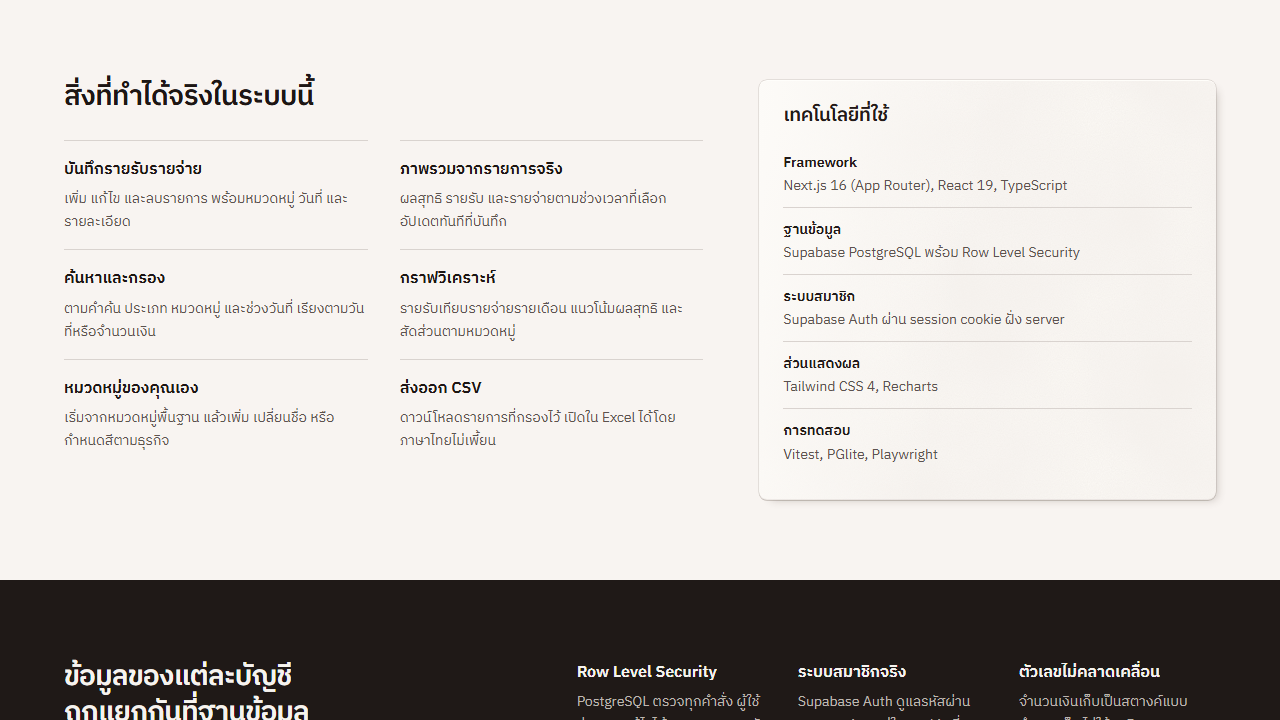 สิ่งที่ทำได้จริงในระบบนี้
บันทึกรายรับรายจ่าย
เพิ่ม แก้ไข และลบรายการ พร้อมหมวดหมู่ วันที่ และ
รายละเอียด
ภาพรวมจากรายการจริง
ผลสุทธิ รายรับ และรายจ่ายตามช่วงเวลาที่เลือก
อัปเดตทันทีที่บันทึก
ค้นหาและกรอง
ตามคำค้น ประเภท หมวดหมู่ และช่วงวันที่ เรียงตามวัน
ที่หรือจำนวนเงิน
กราฟวิเคราะห์
รายรับเทียบรายจ่ายรายเดือน แนวโน้มผลสุทธิ และ
สัดส่วนตามหมวดหมู่
หมวดหมู่ของคุณเอง
เริ่มจากหมวดหมู่พื้นฐาน แล้วเพิ่ม เปลี่ยนชื่อ หรือ
กำหนดสีตามธุรกิจ
ส่งออก CSV
ดาวน์โหลดรายการที่กรองไว้ เปิดใน Excel ได้โดย
ภาษาไทยไม่เพี้ยน
เทคโนโลยีที่ใช้
Framework
Next.js 16 (App Router), React 19, TypeScript
ฐานข้อมูล
Supabase PostgreSQL พร้อม Row Level Security
ระบบสมาชิก
Supabase Auth ผ่าน session cookie ฝั่ง server
ส่วนแสดงผล
Tailwind CSS 4, Recharts
การทดสอบ
Vitest, PGlite, Playwright
ข้อมูลของแต่ละบัญชี
ถูกแยกกันที่ฐานข้อมูล
Row Level Security
PostgreSQL ตรวจทุกคำสั่ง ผู้ใช้
ระบบสมาชิกจริง
Supabase Auth ดูแลรหัสผ่าน
ตัวเลขไม่คลาดเคลื่อน
จำนวนเงินเก็บเป็นสตางค์แบบ